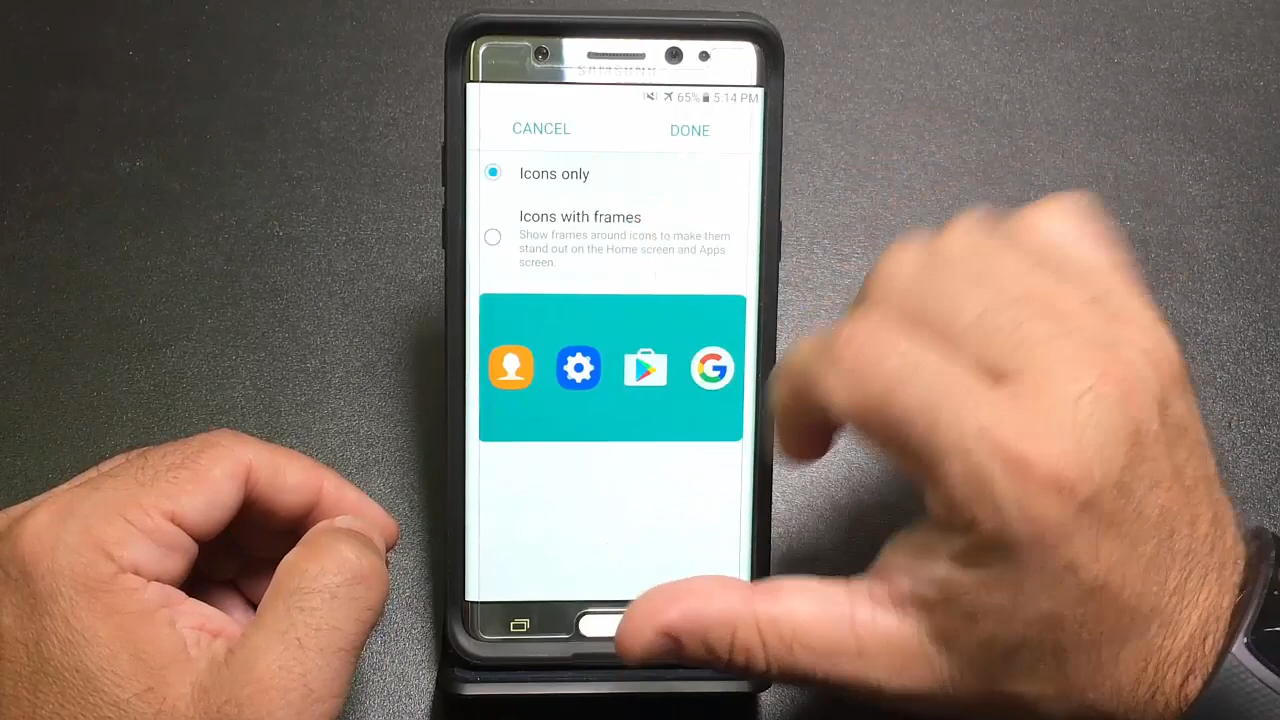 SAMSUNG
65% 5:14 PM
CANCEL DONE
Icons only
Icons with frames
Show frames around icons to make them
stand out on the Home screen and Apps
screen.